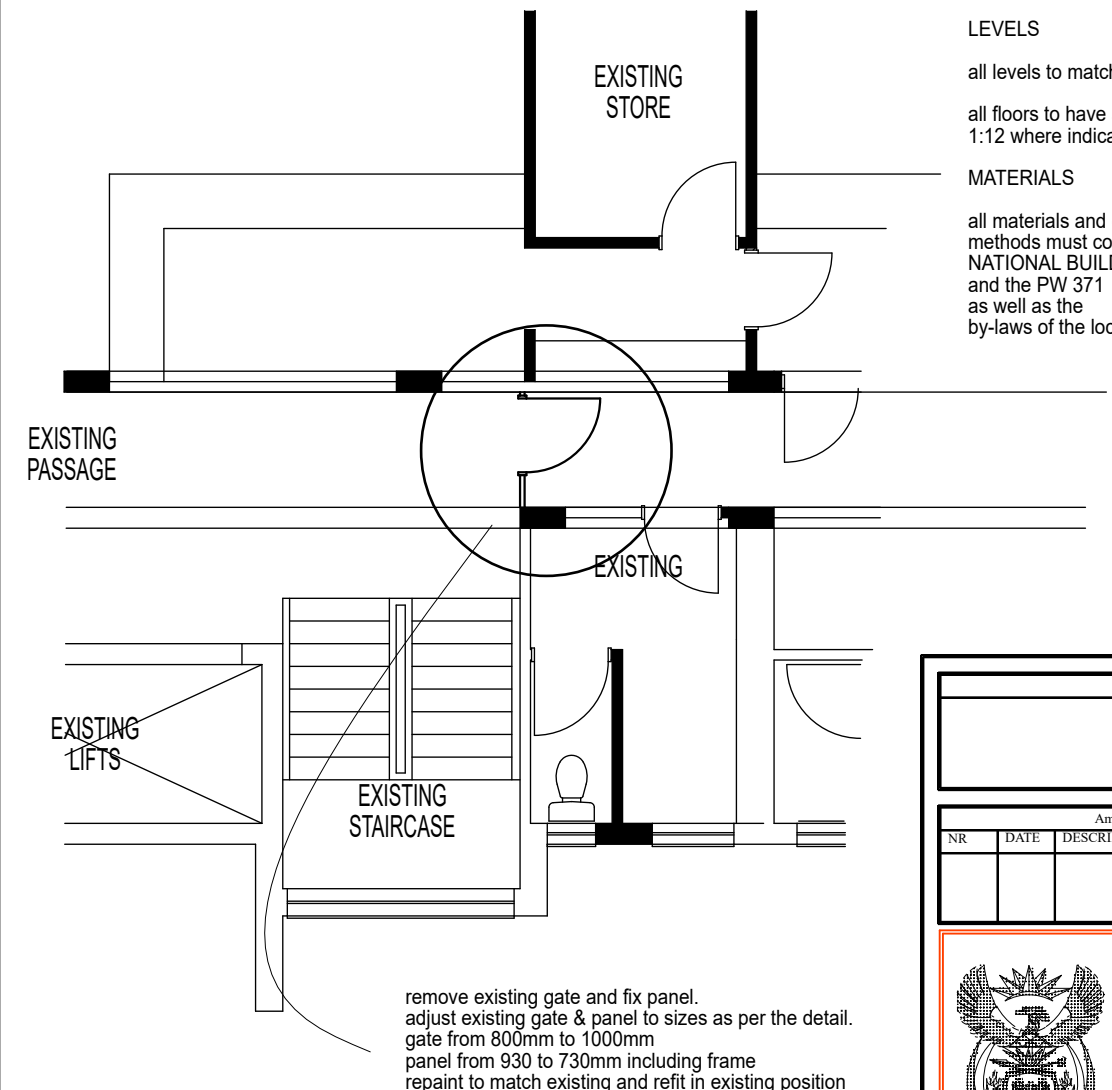 EXISTING
STORE
EXISTING
PASSAGE
EXISTING
EXISTING
LIFTS
EXISTING
STAIRCASE
remove existing gate and fix panel.
adjust existing gate & panel to sizes as per the detail.
gate from 800mm to 1000mm
panel from 930 to 730mm including frame
repaint to match existing and refit in existing position
LEVELS
all levels to match
all floors to have
1:12 where indica
MATERIALS
all materials and
methods must co
NATIONAL BUILD
and the PW 371
as well as the
by-laws of the loc
Am
NR DATE DESCRI